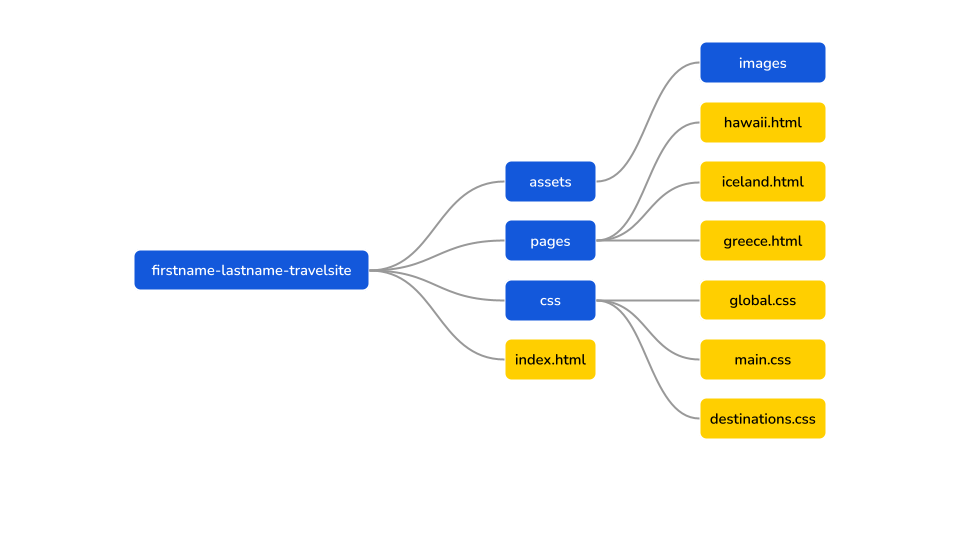 firstname-lastname-travelsite
assets
pages
css
index.html
images
hawaii.html
iceland.html
greece.html
global.css
main.css
destinations.css